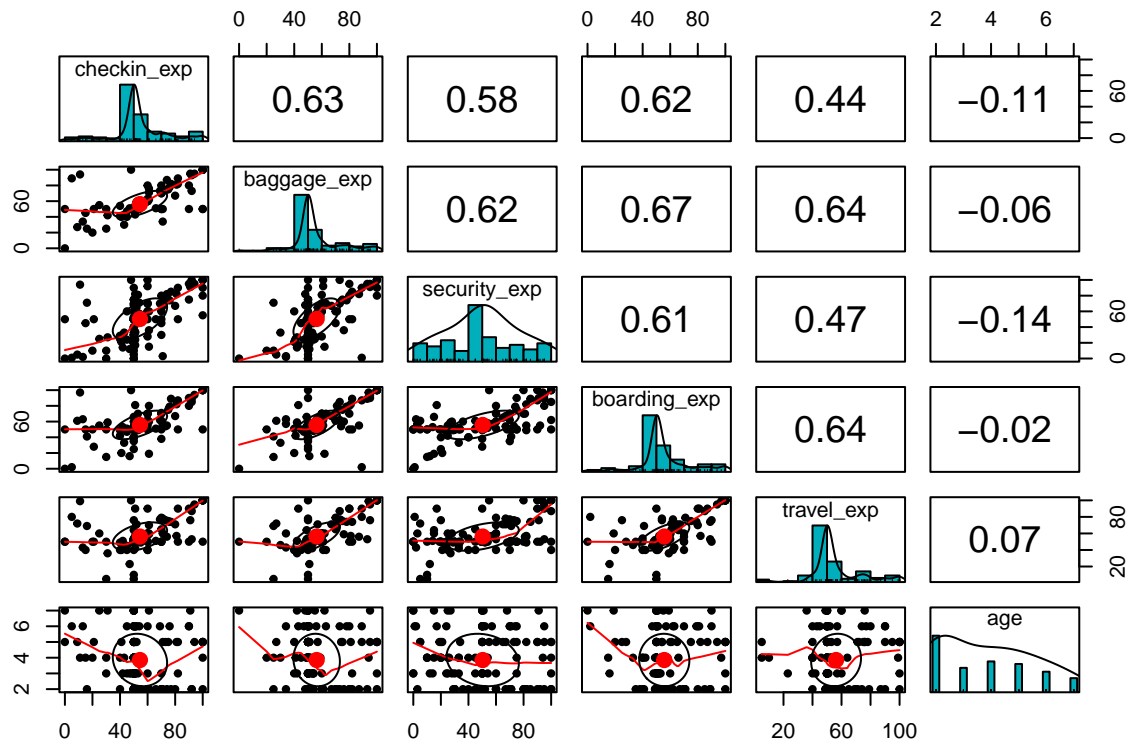 0 40 80 0 40 80 2 4 6
checkin_exp 0.63 0.58 0.62 0.44 −0.11 0 60
0 60 baggage_exp 0.62 0.67 0.64 −0.06
security_exp 0.61 0.47 −0.14 0 60
0 60 boarding_exp 0.64 −0.02
travel_exp 0.07 20 80
2 4 6 age
0 40 80 0 40 80 20 60 100